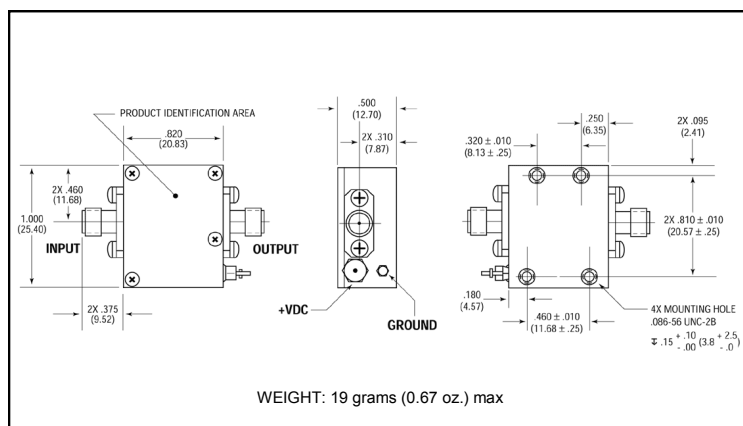 PRODUCT IDENTIFICATION AREA
.820
(20.83)
2X .460
(11.68)
1.000
(25.40)
INPUT
OUTPUT
2X .375
(9.52)
.500
(12.70)
2X .310
(7.87)
+VDC
GROUND
.250
(6.35)
2X .095
(2.41)
.320 ± .010
(8.13 ± .25)
2X .810 ± .010
(20.57 ± .25)
.180
(4.57)
.460 ± .010
(11.68 ± .25)
4X MOUNTING HOLE
.086-56 UNC-2B
↧ .15 + .10 - .00 (3.8 + 2.5 - .0 )
WEIGHT: 19 grams (0.67 oz.) max